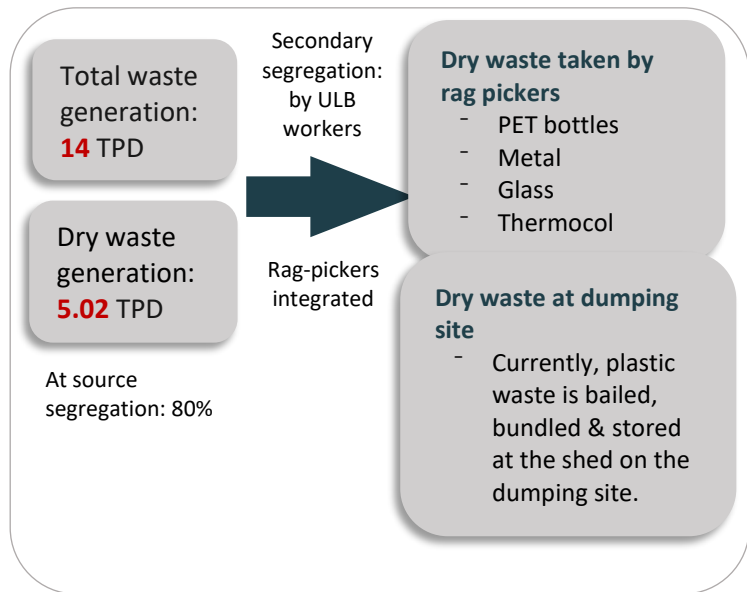 Total waste
generation:
14 TPD
Dry waste
generation:
5.02 TPD
At source
segregation: 80%
Secondary
segregation:
by ULB
workers
Rag-pickers
integrated
Dry waste taken by
rag pickers
- PET bottles
- Metal
- Glass
- Thermocol
Dry waste at dumping
site
- Currently, plastic
waste is bailed,
bundled & stored
at the shed on the
dumping site.